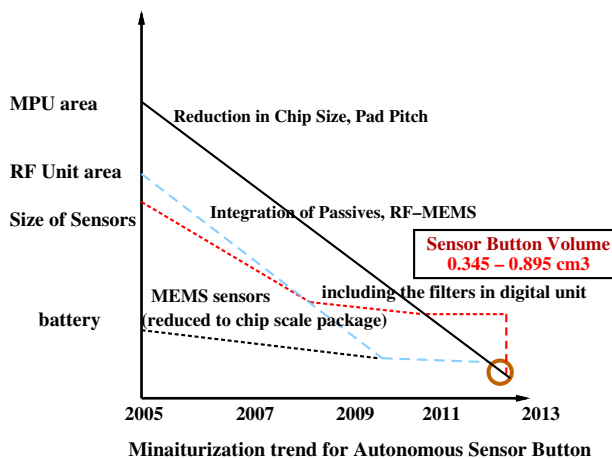 MPU area
Reduction in Chip Size, Pad Pitch
RF Unit area
Size of Sensors
Integration of Passives, RF–MEMS
Sensor Button Volume
0.345 – 0.895 cm3
MEMS sensors
including the filters in digital unit
battery
(reduced to chip scale package)
2005
2007
2009
2011
2013
Minaiturization trend for Autonomous Sensor Button